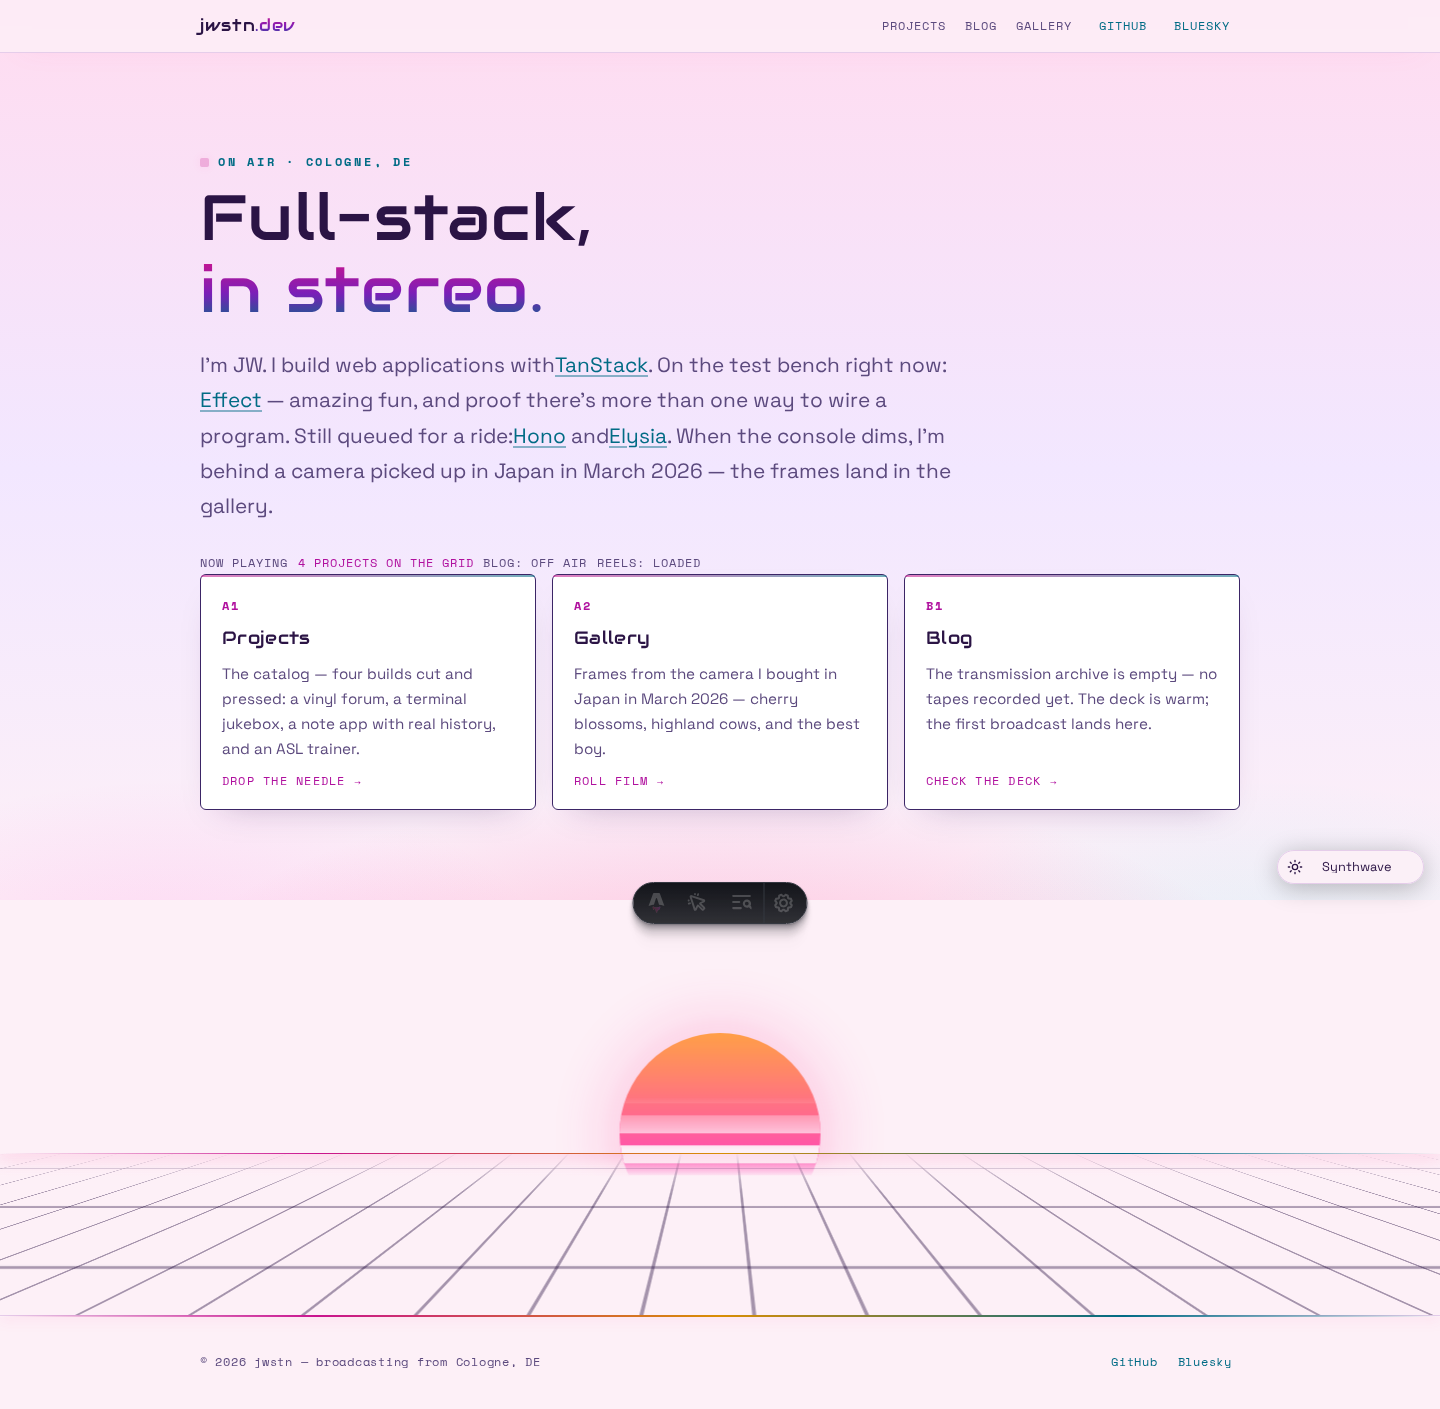 jwstn.dev
PROJECTS BLOG GALLERY GITHUB BLUESKY
ON AIR · COLOGNE, DE
Full-stack,
in stereo.
I'm JW. I build web applications withTanStack. On the test bench right now:
Effect — amazing fun, and proof there's more than one way to wire a
program. Still queued for a ride:Hono andElysia. When the console dims, I'm
behind a camera picked up in Japan in March 2026 — the frames land in the
gallery.
NOW PLAYING 4 PROJECTS ON THE GRID BLOG: OFF AIR REELS: LOADED
A1
Projects
The catalog — four builds cut and
pressed: a vinyl forum, a terminal
jukebox, a note app with real history,
and an ASL trainer.
DROP THE NEEDLE →
A2
Gallery
Frames from the camera I bought in
Japan in March 2026 — cherry
blossoms, highland cows, and the best
boy.
ROLL FILM →
B1
Blog
The transmission archive is empty — no
tapes recorded yet. The deck is warm;
the first broadcast lands here.
CHECK THE DECK →
Synthwave
© 2026 jwstn — broadcasting from Cologne, DE
GitHub Bluesky